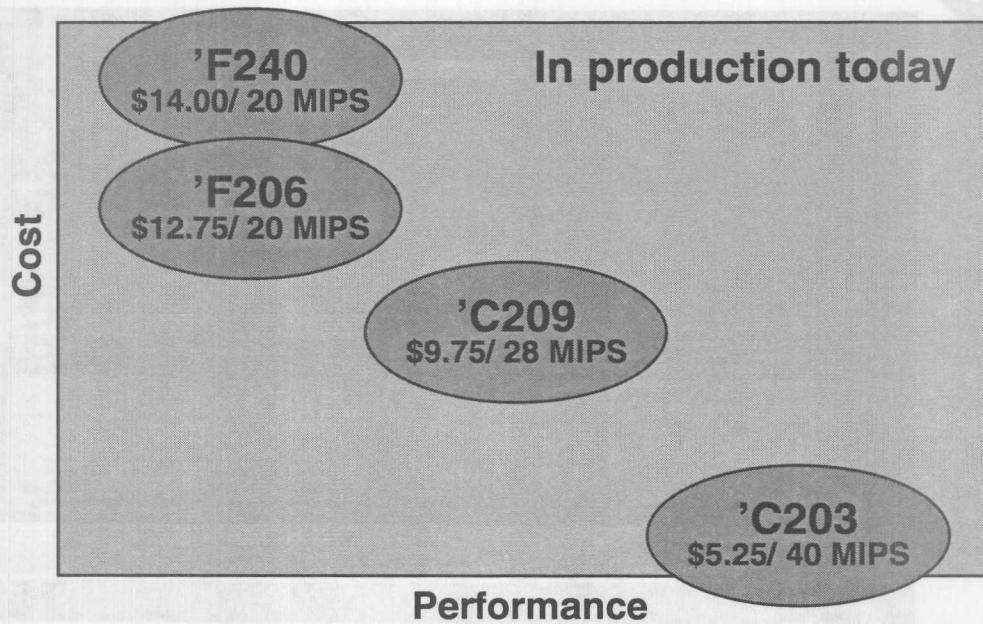 In production today
’F240
$14.00/ 20 MIPS
’F206
$12.75/ 20 MIPS
’C209
$9.75/ 28 MIPS
’C203
$5.25/ 40 MIPS
Cost
Performance